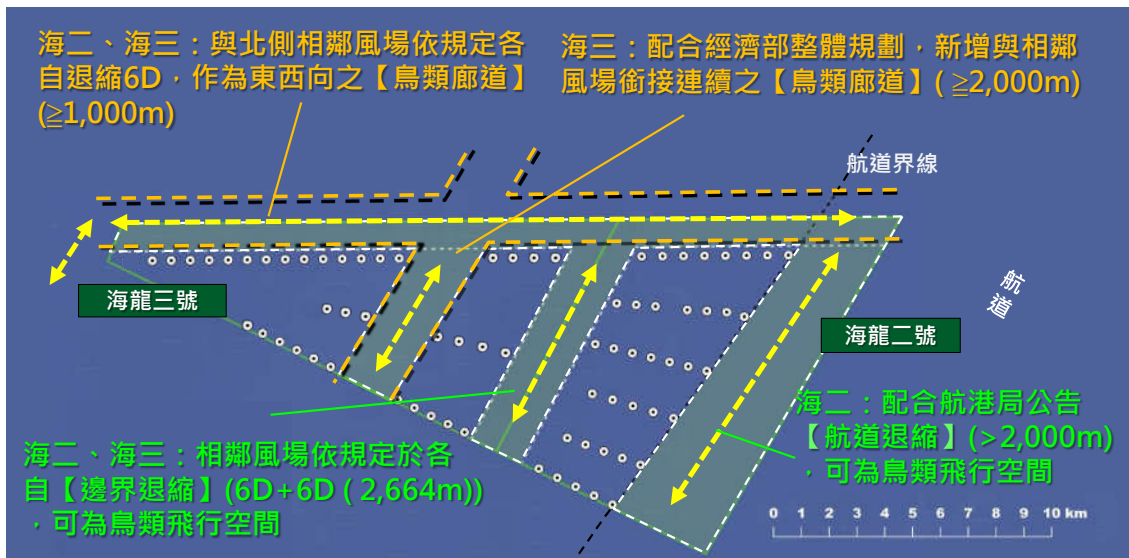 海二、海三：與北側相鄰風場依規定各
自退縮6D，作為東西向之【鳥類廊道】
(≧1,000m)
海三：配合經濟部整體規劃，新增與相鄰
風場銜接連續之【鳥類廊道】( ≧2,000m)
航道界線
航道
海龍三號
海龍二號
海二：配合航港局公告
【航道退縮】(>2,000m)
，可為鳥類飛行空間
海二、海三：相鄰風場依規定於各
自【邊界退縮】(6D+6D ( 2,664m))
，可為鳥類飛行空間
0 1 2 3 4 5 6 7 8 9 10 km